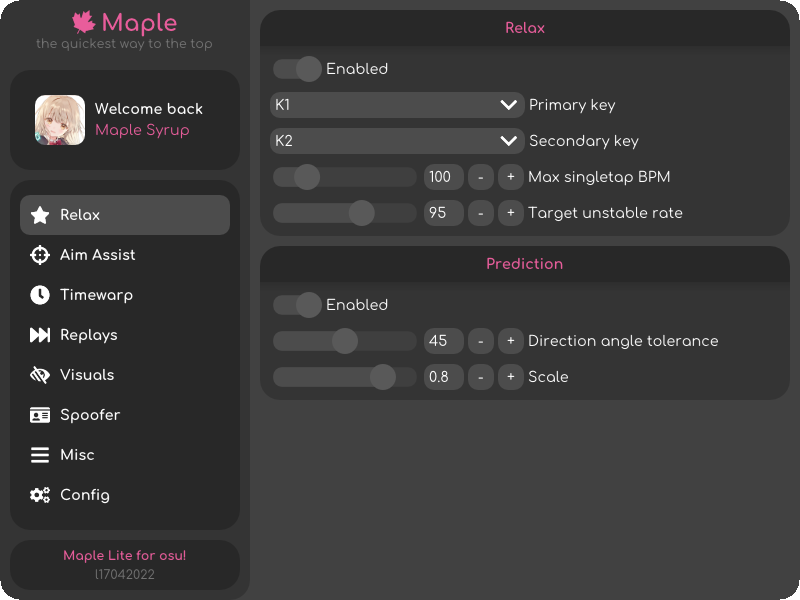 Maple
the quickest way to the top
Welcome back
Maple Syrup
Relax
Aim Assist
Timewarp
Replays
Visuals
Spoofer
Misc
Config
Maple Lite for osu!
l17042022
Relax
Enabled
K1 Primary key
K2 Secondary key
100 - + Max singletap BPM
95 - + Target unstable rate
Prediction
Enabled
45 - + Direction angle tolerance
0.8 - + Scale